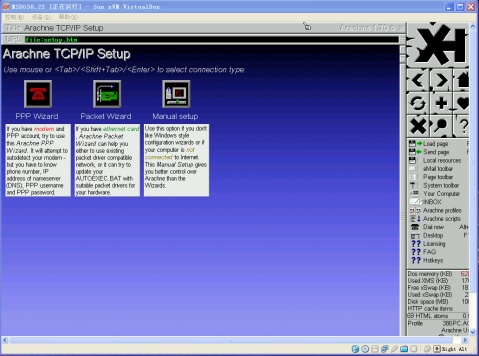 MSDOS6.22 [正在运行] - Sun xVM VirtualBox
控制(M) 设备(D) 帮助(H)
Title Arachne TCP/IP Setup
URL file:setup.htm
Arachne TCP/IP Setup
Use mouse or <Tab>/<Shift+Tab>/<Enter> to select connection type:
PPP Wizard Packet Wizard Manual setup
If you have modem and
PPP account, try to use
this Arachne PPP
Wizard. It will attempt to
autodetect your modem -
but you have to know
phone number, IP
address of nameserver
(DNS), PPP username
and PPP password.
If you have ethernet card
, Arachne Packet
Wizard can help you
either to use existing
packet driver compatible
network, or it can try to
update your
AUTOEXEC.BAT with
suitable packet drivers for
your hardware.
Use this option if you don't
like Windows style
configuration wizards or if
your computer is not
connected to internet.
This Manual Setup gives
you better control over
Arachne than the
Wizards.
Load page
Send page
Local resources
eMail toolbar
Page toolbar
System toolbar
Your Computer
INBOX
Arachne profiles
Arachne scripts
Dial now
Desktop
Licensing
FAQ
Hotkeys
Dos memory (KB)
Used XMS (KB)
Free xSwap (KB)
Used xSwap (KB)
Disk space (MB)
HTTP cache items
69 HTML atoms
Profile 386PC.
Right Alt